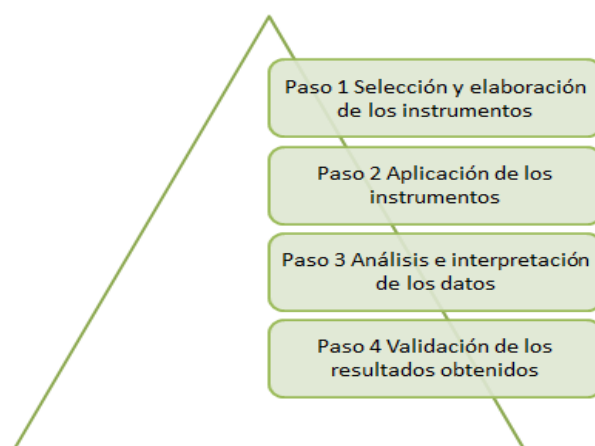 Paso 1 Selección y elaboración
de los instrumentos
Paso 2 Aplicación de los
instrumentos
Paso 3 Análisis e interpretación
de los datos
Paso 4 Validación de los
resultados obtenidos